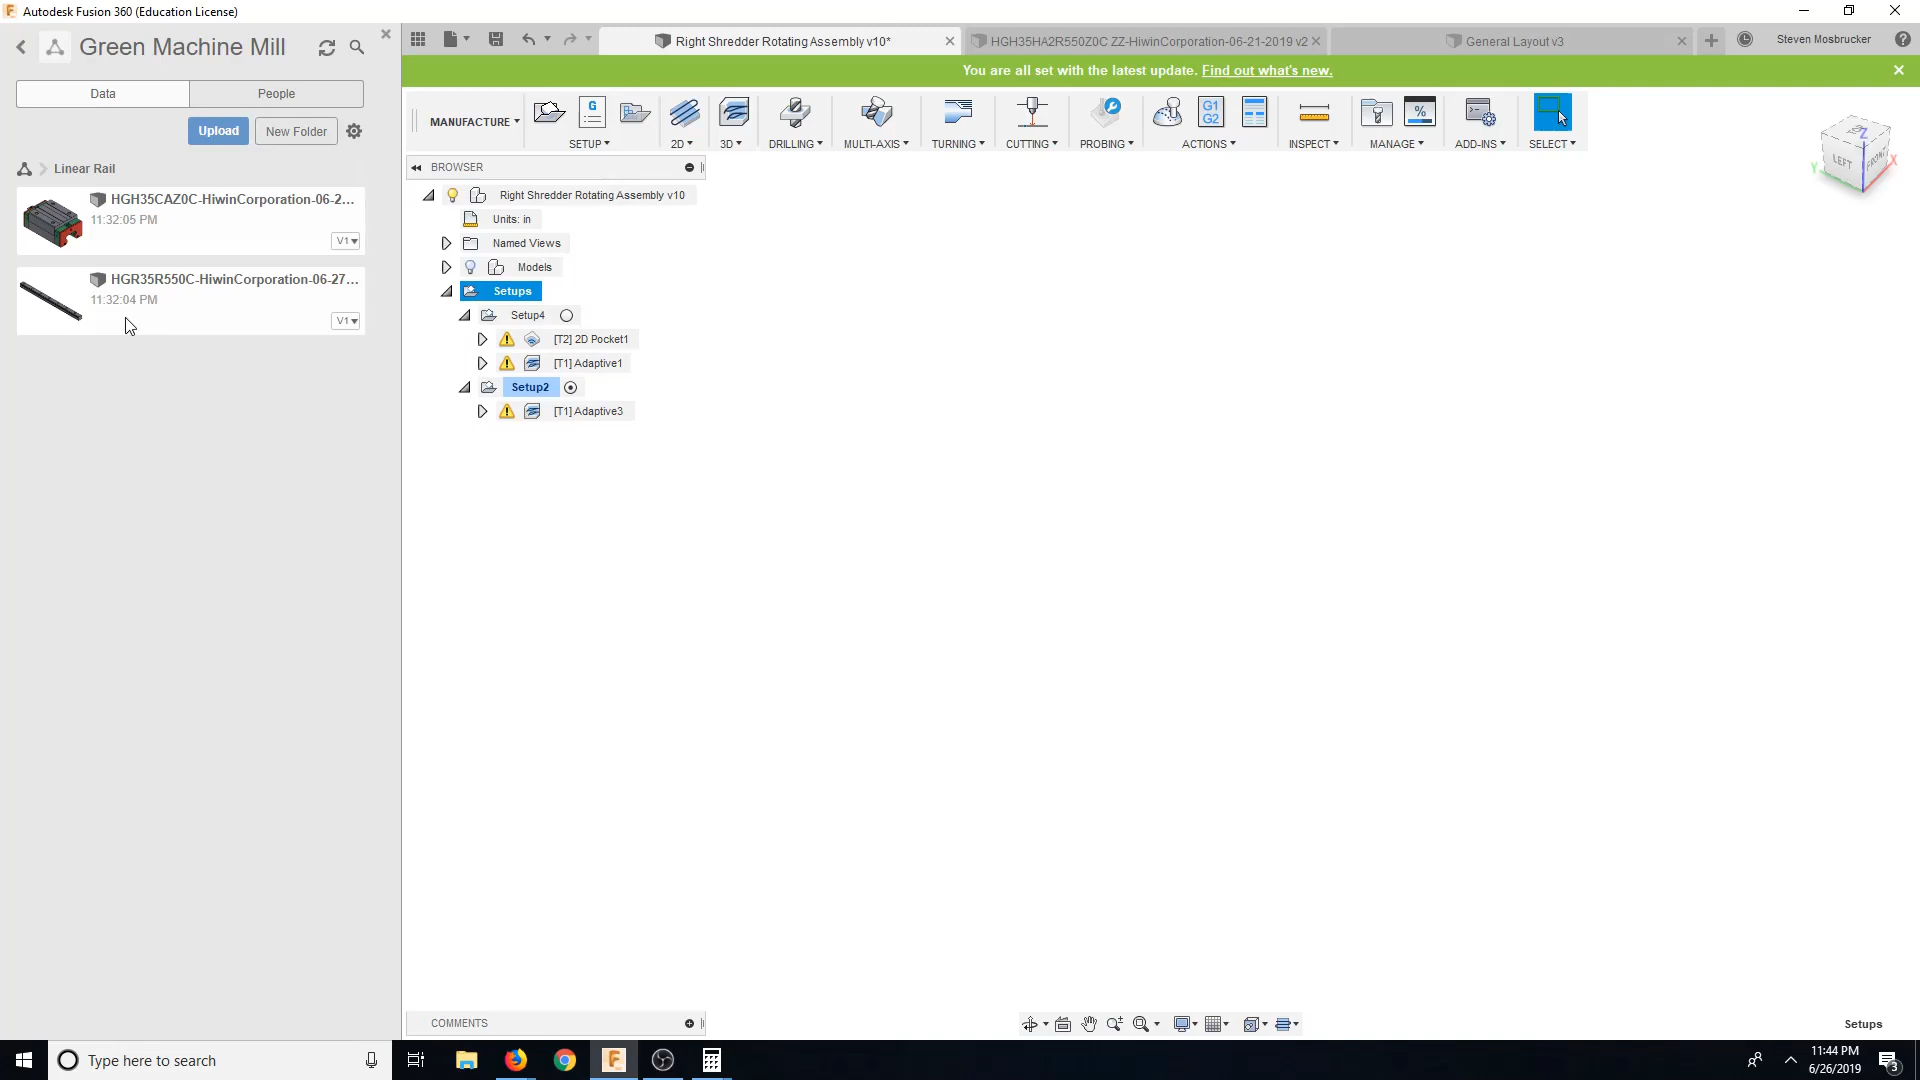 Autodesk Fusion 360 (Education License)
Green Machine Mill
Data
People
Upload
New Folder
Linear Rail
HGH35CAZ0C-HiwinCorporation-06-2...
11:32:05 PM
V1
HGR35R550C-HiwinCorporation-06-27...
11:32:04 PM
V1
Right Shredder Rotating Assembly v10*
HGH35HA2R550Z0C ZZ-HiwinCorporation-06-21-2019 v2
General Layout v3
Steven Mosbrucker
You are all set with the latest update. Find out what's new.
MANUFACTURE
G
G1
G2
%
SETUP
2D
3D
DRILLING
MULTI-AXIS
TURNING
CUTTING
PROBING
ACTIONS
INSPECT
MANAGE
ADD-INS
SELECT
Z
LEFT
FRONT
X
Y
BROWSER
Right Shredder Rotating Assembly v10
Units: in
Named Views
Models
Setups
Setup4
[T2] 2D Pocket1
[T1] Adaptive1
Setup2
[T1] Adaptive3
COMMENTS
Setups
Type here to search
11:44 PM
6/26/2019
3